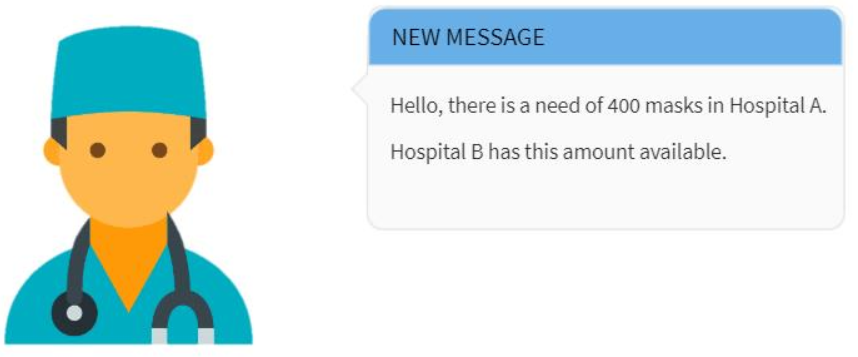 NEW MESSAGE
Hello, there is a need of 400 masks in Hospital A.
Hospital B has this amount available.